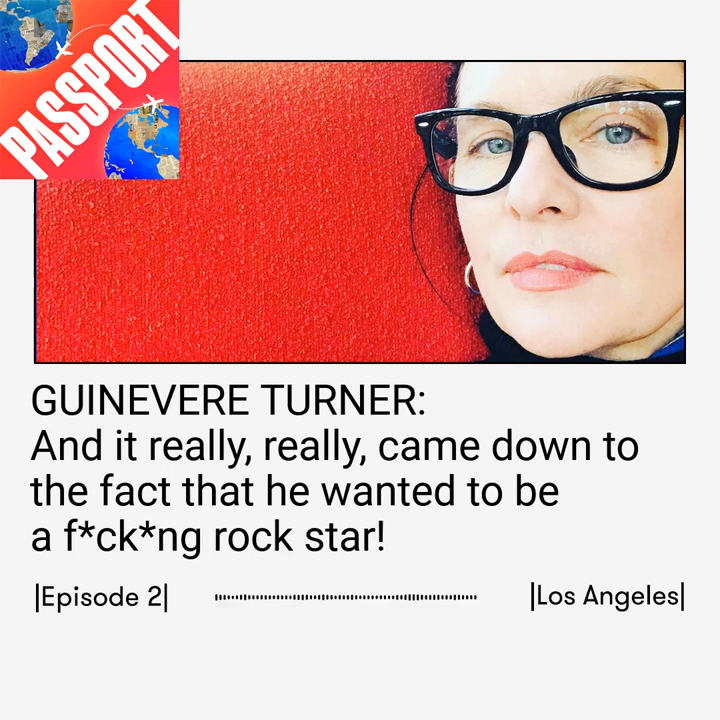 PASSPORT
GUINEVERE TURNER:
And it really, really, came down to
the fact that he wanted to be
a f*ck*ng rock star!
|Episode 2|
|Los Angeles|